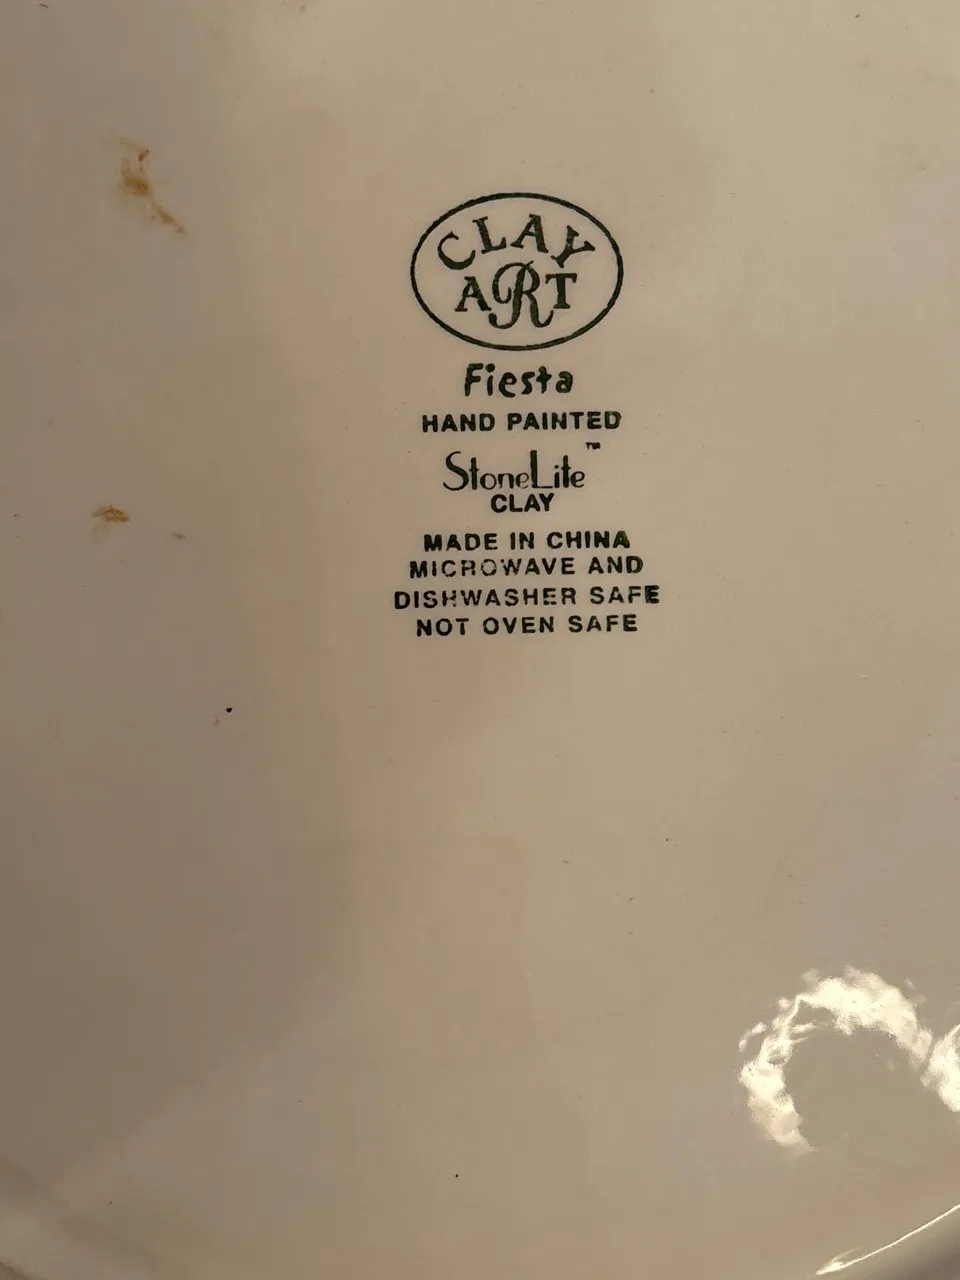 CLAY
ART
Fiesta
HAND PAINTED
StoneLite™
CLAY
MADE IN CHINA
MICROWAVE AND
DISHWASHER SAFE
NOT OVEN SAFE